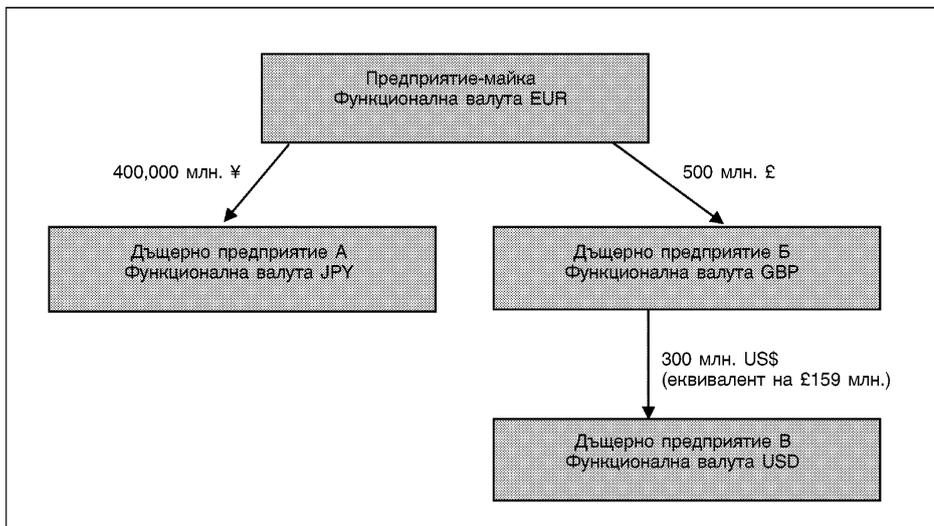 Предприятие-майка
Функционална валута EUR
400,000 млн. ¥
500 млн. £
Дъщерно предприятие А
Функционална валута JPY
Дъщерно предприятие Б
Функционална валута GBP
300 млн. US$
(еквивалент на £159 млн.)
Дъщерно предприятие В
Функционална валута USD